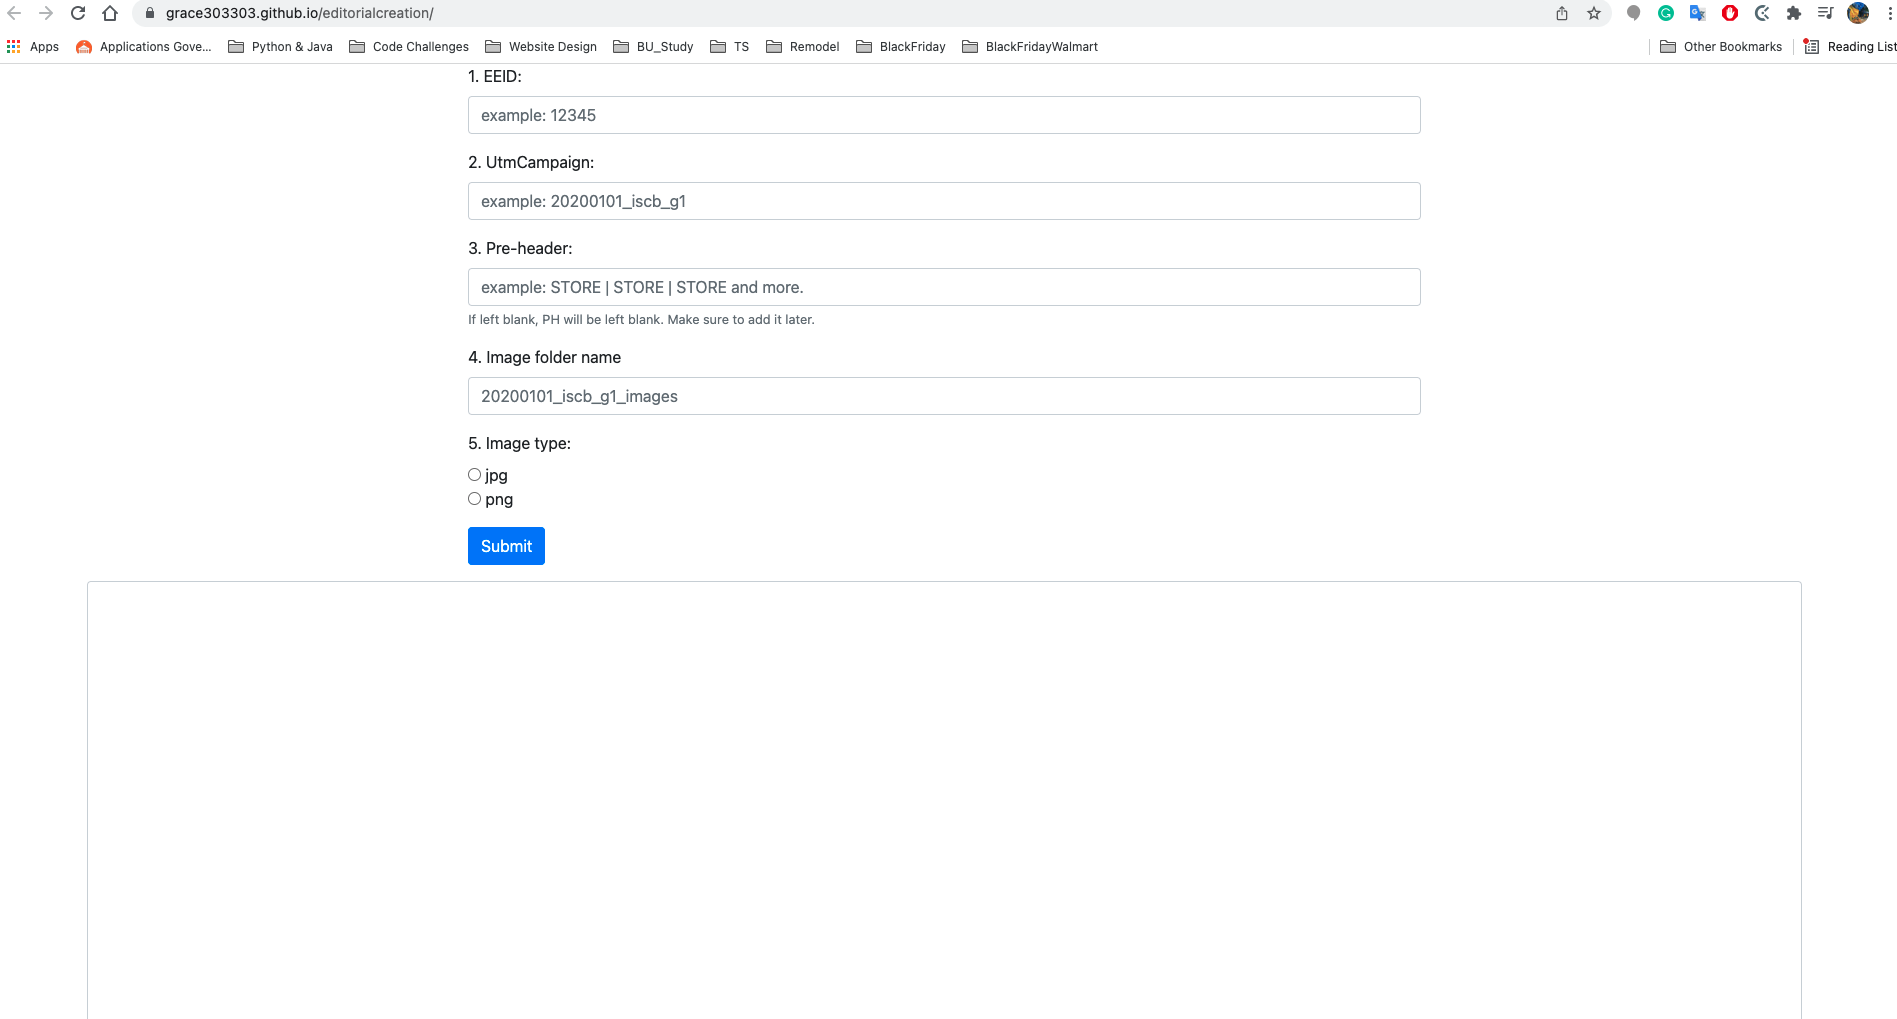 grace303303.github.io/editorialcreation/
Apps Applications Gove... Python & Java Code Challenges Website Design BU_Study TS Remodel BlackFriday BlackFridayWalmart Other Bookmarks Reading List
1. EEID:
example: 12345
2. UtmCampaign:
example: 20200101_iscb_g1
3. Pre-header:
example: STORE | STORE | STORE and more.
If left blank, PH will be left blank. Make sure to add it later.
4. Image folder name
20200101_iscb_g1_images
5. Image type:
jpg
png
Submit